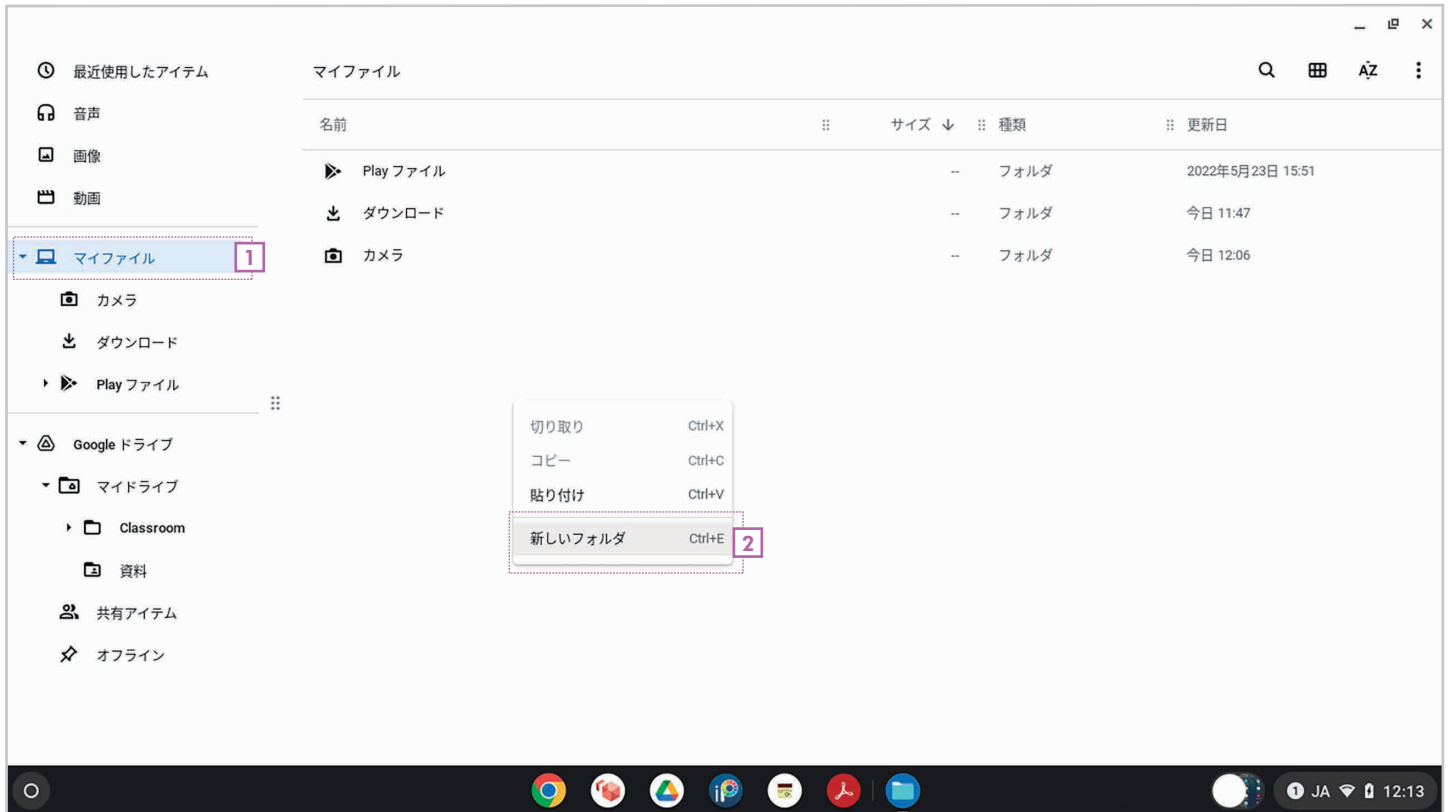 最近使用したアイテム
音声
画像
動画
マイファイル
1
カメラ
ダウンロード
Play ファイル
Google ドライブ
マイドライブ
Classroom
資料
共有アイテム
オフライン
マイファイル
AZ
名前 サイズ 種類 更新日
Play ファイル -- フォルダ 2022年5月23日 15:51
ダウンロード -- フォルダ 今日 11:47
カメラ -- フォルダ 今日 12:06
切り取り Ctrl+X
コピー Ctrl+C
貼り付け Ctrl+V
新しいフォルダ Ctrl+E
2
iP
1 JA 12:13